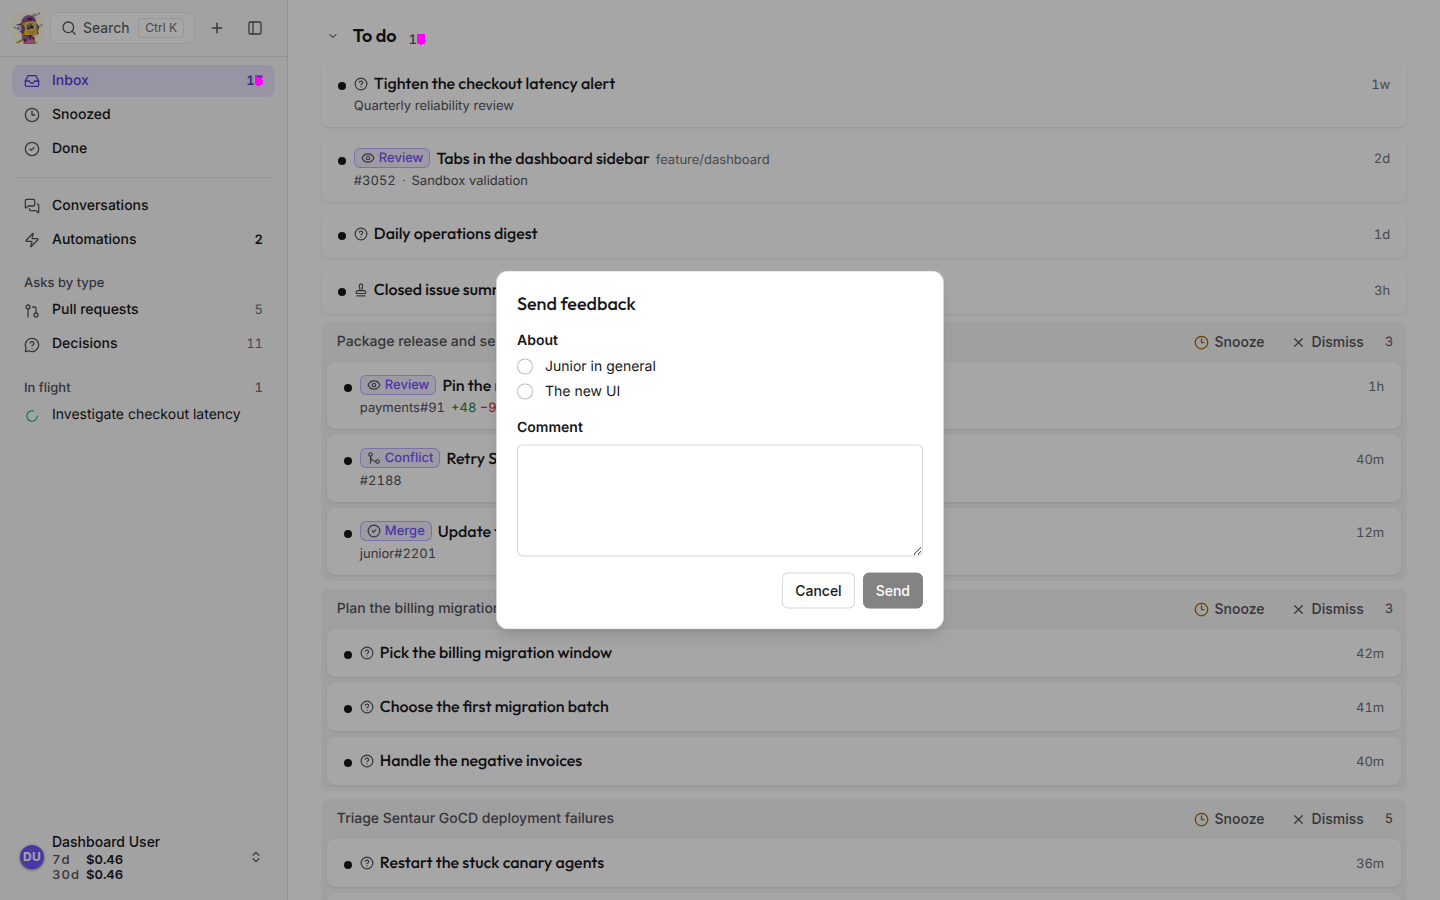 Search Ctrl K
Inbox
Snoozed
Done
Conversations
Automations 2
Asks by type
Pull requests 5
Decisions 11
In flight 1
Investigate checkout latency
DU
Dashboard User
7d $0.46
30d $0.46
To do
Tighten the checkout latency alert 1w
Quarterly reliability review
Review Tabs in the dashboard sidebar feature/dashboard 2d
#3052 · Sandbox validation
Daily operations digest 1d
Closed issue 3h
Package release and Snooze Dismiss 3
Review Pin the 1h
payments#91 +48
Conflict Retry 40m
#2188
Merge Update 12m
junior#2201
Plan the billing migration Snooze Dismiss 3
Pick the billing migration window 42m
Choose the first migration batch 41m
Handle the negative invoices 40m
Triage Sentaur GoCD deployment failures Snooze Dismiss 5
Restart the stuck canary agents 36m
Send feedback
About
Junior in general
The new UI
Comment
Cancel Send